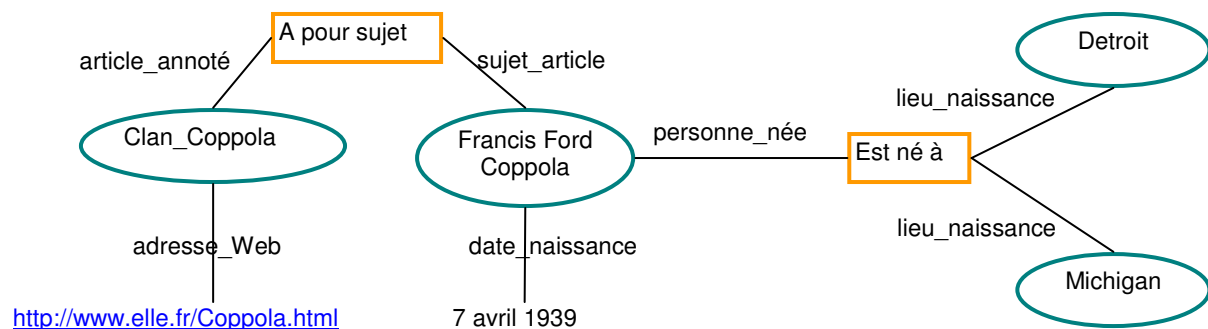 A pour sujet
Detroit
article_annoté
sujet_article
lieu_naissance
Clan_Coppola
Francis Ford
Coppola
personne_née
Est né à
lieu_naissance
adresse_Web
date_naissance
Michigan
http://www.elle.fr/Coppola.html
7 avril 1939